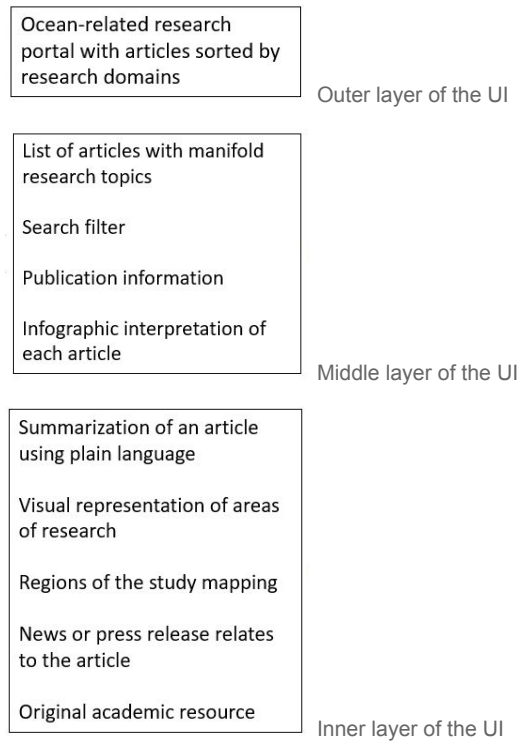 Ocean-related research
portal with articles sorted by
research domains
Outer layer of the UI
List of articles with manifold
research topics
Search filter
Publication information
Infographic interpretation of
each article
Middle layer of the UI
Summarization of an article
using plain language
Visual representation of areas
of research
Regions of the study mapping
News or press release relates
to the article
Original academic resource
Inner layer of the UI